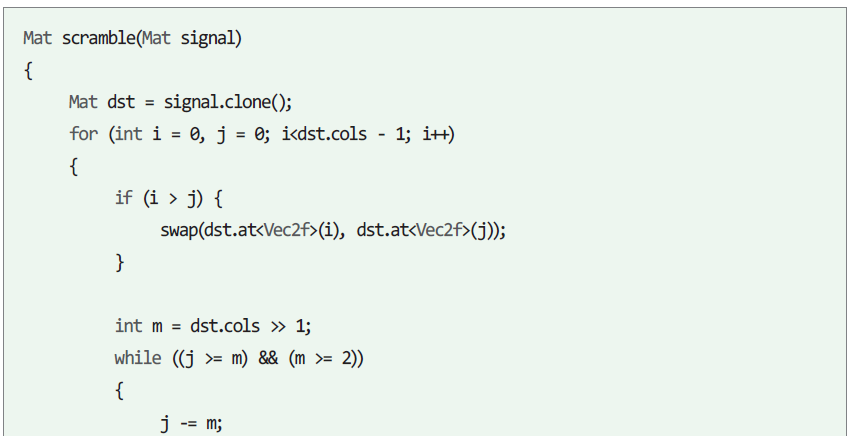 Mat scramble(Mat signal)
{
Mat dst = signal.clone();
for (int i = 0, j = 0; i<dst.cols - 1; i++)
{
if (i > j) {
swap(dst.at<Vec2f>(i), dst.at<Vec2f>(j));
}
int m = dst.cols >> 1;
while ((j >= m) && (m >= 2))
{
j -= m;